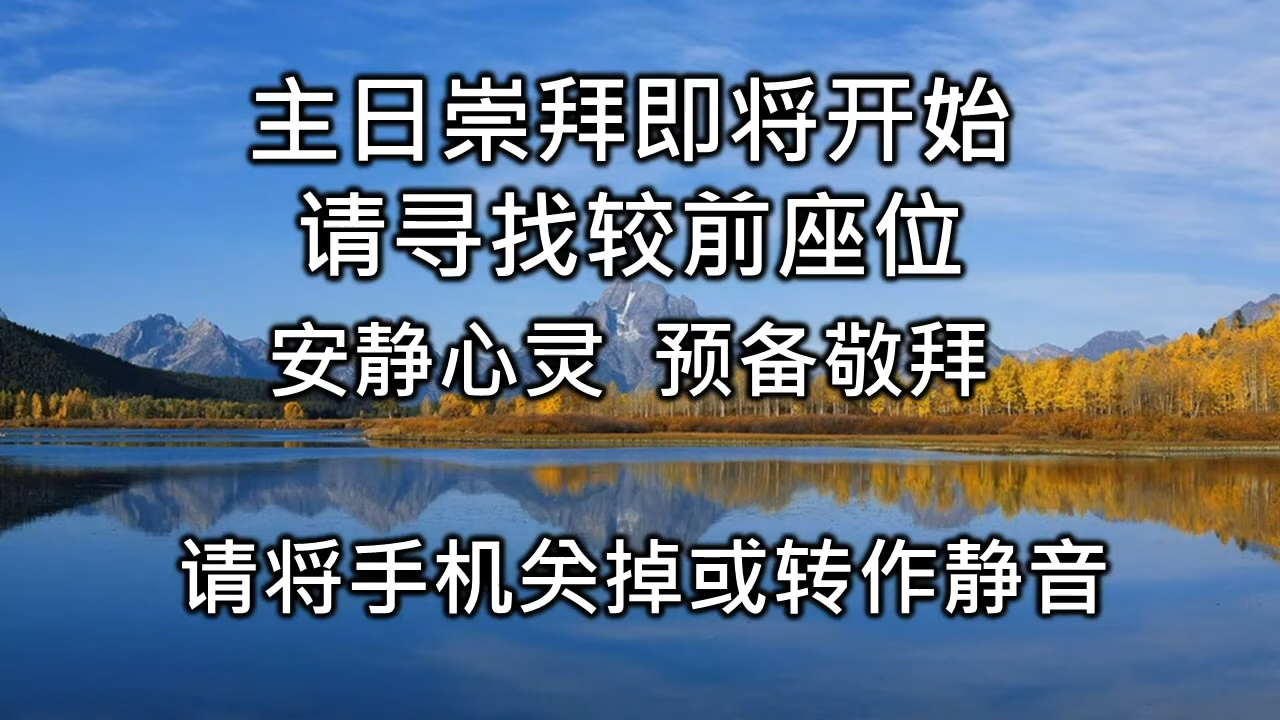 主日崇拜即将开始
请寻找较前座位
安静心灵 预备敬拜
请将手机关掉或转作静音